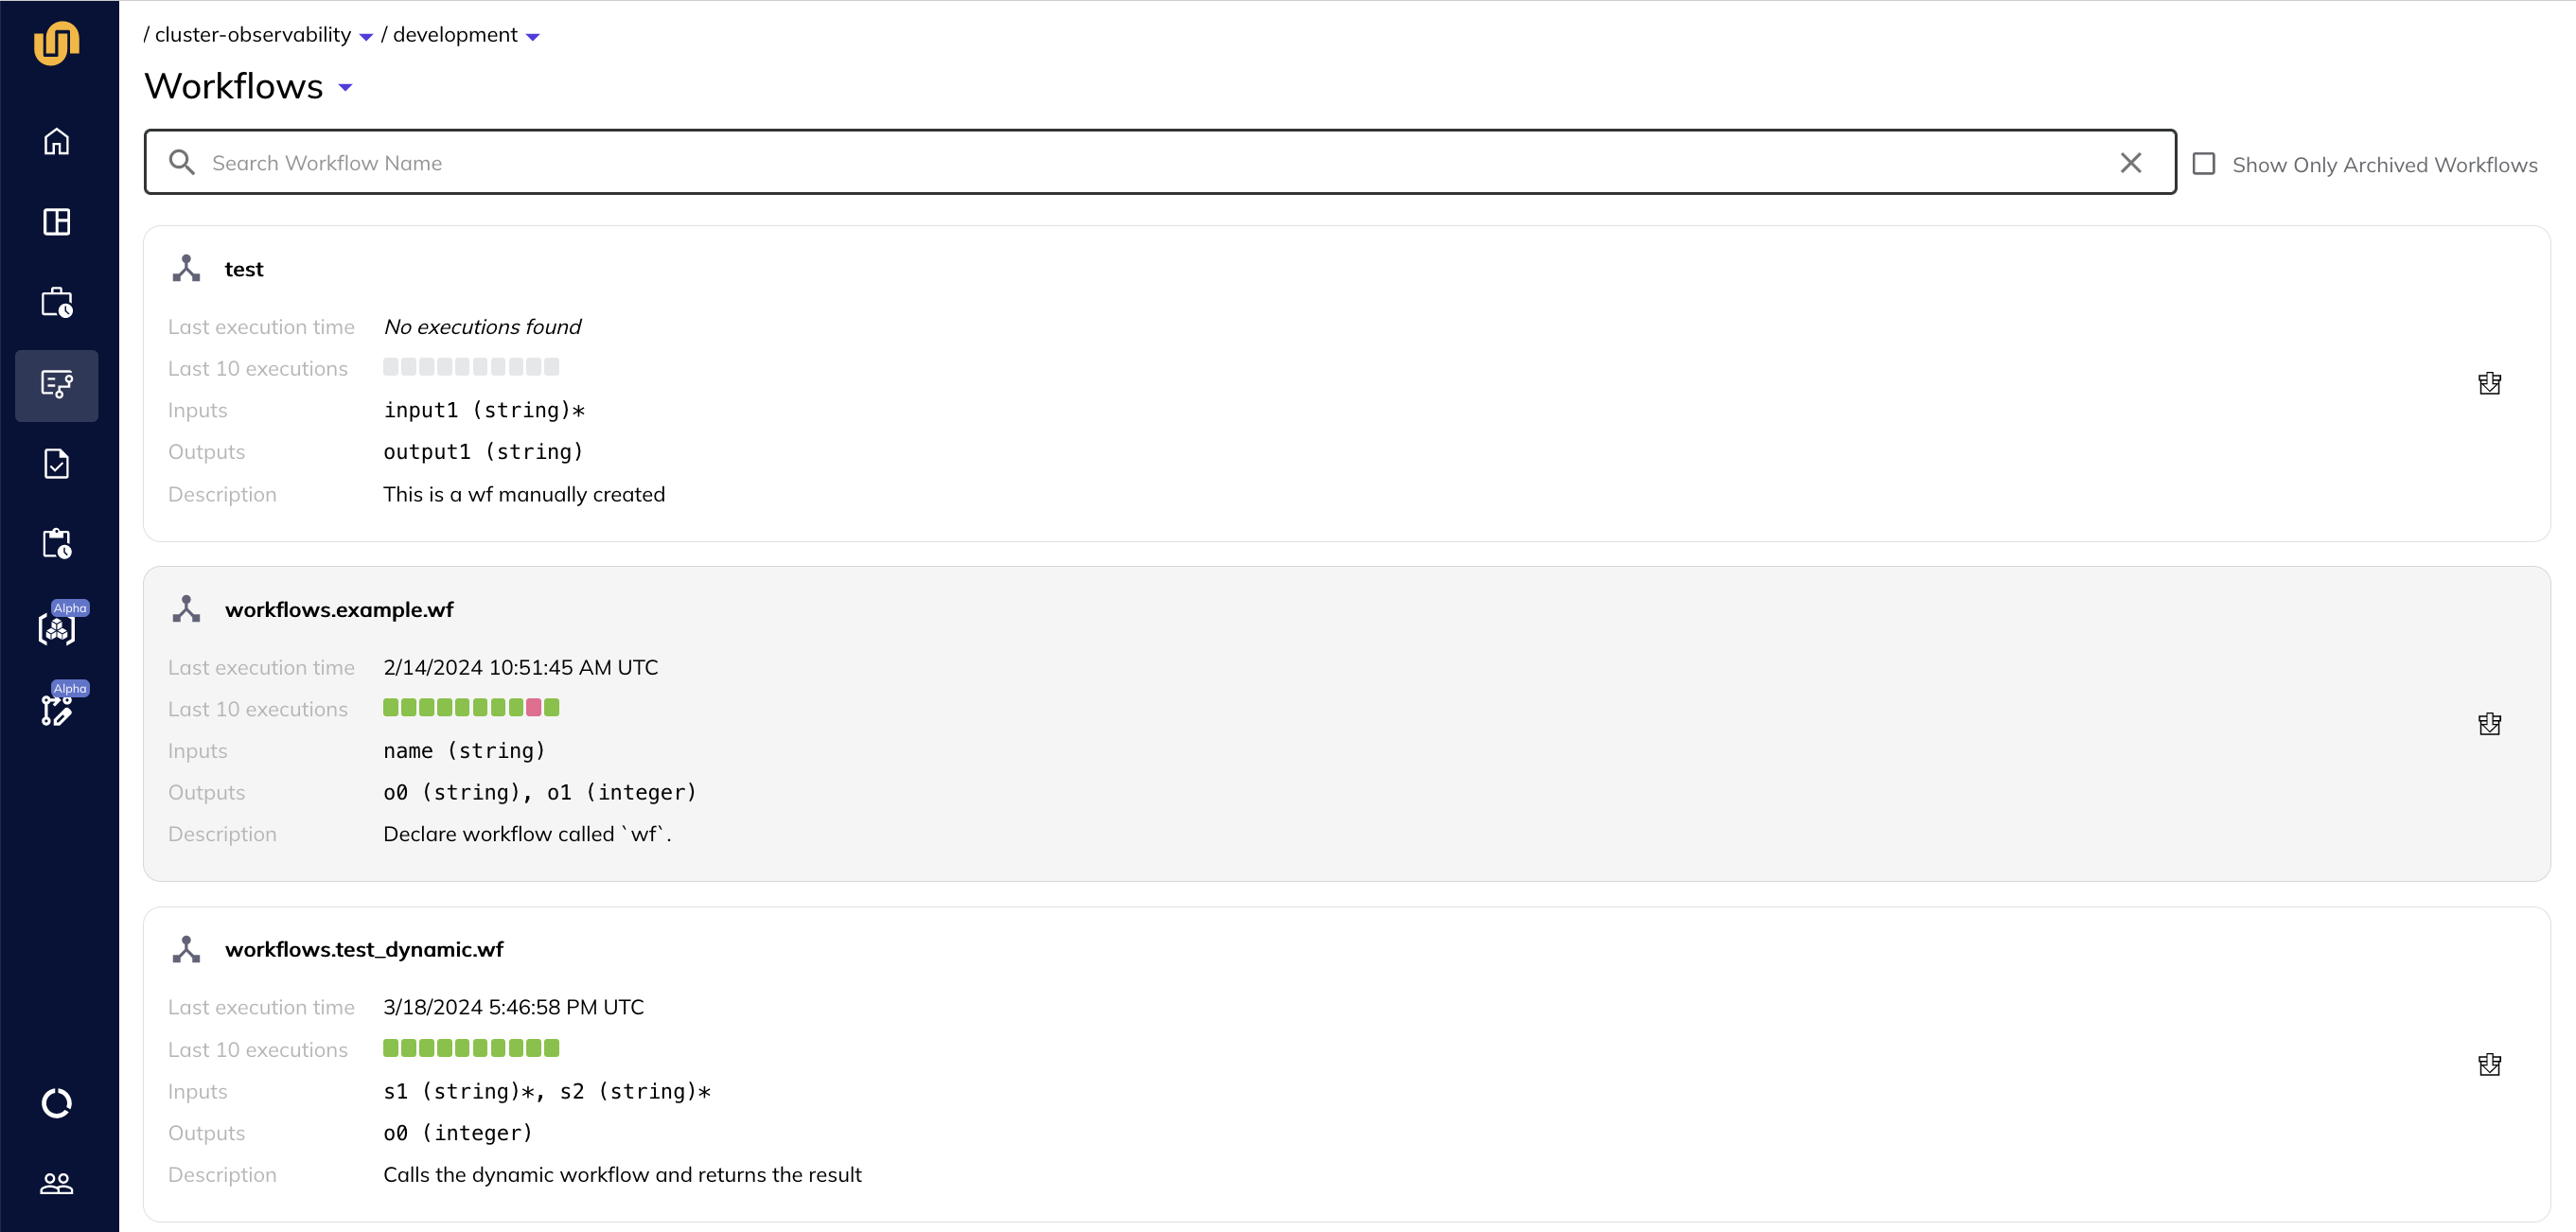 / cluster-observability / development
Workflows
Search Workflow Name
Show Only Archived Workflows
test
Last execution time No executions found
Last 10 executions
Inputs input1 (string)*
Outputs output1 (string)
Description This is a wf manually created
workflows.example.wf
Last execution time 2/14/2024 10:51:45 AM UTC
Last 10 executions
Inputs name (string)
Outputs o0 (string), o1 (integer)
Description Declare workflow called `wf`.
workflows.test_dynamic.wf
Last execution time 3/18/2024 5:46:58 PM UTC
Last 10 executions
Inputs s1 (string)*, s2 (string)*
Outputs o0 (integer)
Description Calls the dynamic workflow and returns the result
Alpha
Alpha